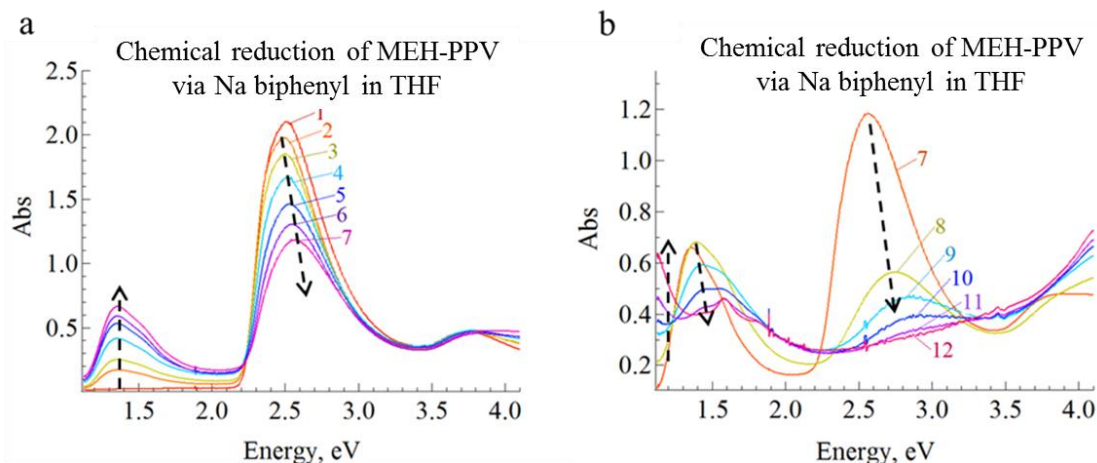 a
Chemical reduction of MEH-PPV
via Na biphenyl in THF
2.5
2.0
1.5
1.0
0.5
Abs
1
2
3
4
5
6
7
1.5 2.0 2.5 3.0 3.5 4.0
Energy, eV
b
Chemical reduction of MEH-PPV
via Na biphenyl in THF
1.2
1.0
0.8
0.6
0.4
0.2
Abs
7
8
9
10
11
12
1.5 2.0 2.5 3.0 3.5 4.0
Energy, eV